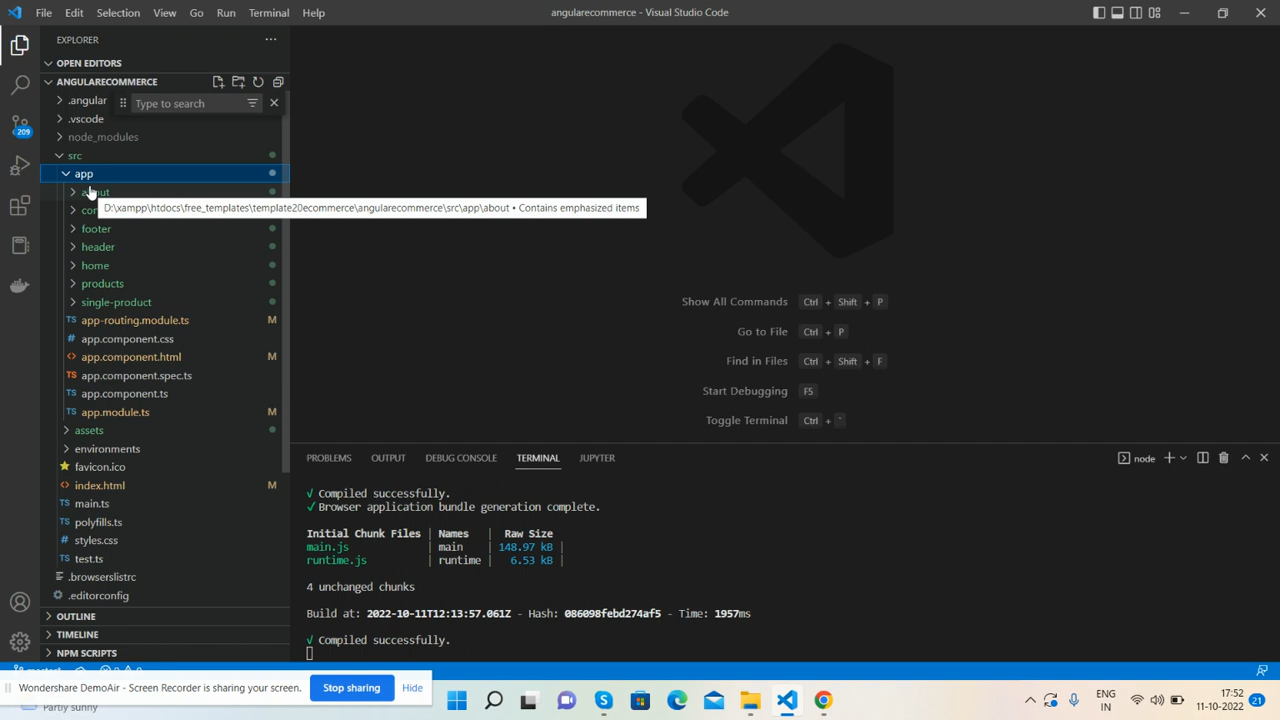 File Edit Selection View Go Run Terminal Help angularecommerce - Visual Studio Code
EXPLORER
OPEN EDITORS
ANGULARECOMMERCE
.angular
Type to search
.vscode
node_modules
src
app
about
D:\xampp\htdocs\free_templates\template20ecommerce\angularecommerce\src\app\about • Contains emphasized items
footer
header
home
products
single-product
TS app-routing.module.ts M
app.component.css
<> app.component.html M
TS app.component.spec.ts
TS app.component.ts
TS app.module.ts M
assets
environments
favicon.ico
<> index.html M
TS main.ts
TS polyfills.ts
styles.css
TS test.ts
.browserslistrc
.editorconfig
OUTLINE
TIMELINE
NPM SCRIPTS
209
Show All Commands Ctrl + Shift + P
Go to File Ctrl + P
Find in Files Ctrl + Shift + F
Start Debugging F5
Toggle Terminal Ctrl + `
PROBLEMS OUTPUT DEBUG CONSOLE TERMINAL JUPYTER
node
√ Compiled successfully.
√ Browser application bundle generation complete.
Initial Chunk Files | Names | Raw Size
main.js | main | 148.97 kB |
runtime.js | runtime | 6.53 kB |
4 unchanged chunks
Build at: 2022-10-11T12:13:57.061Z - Hash: 086098febd274af5 - Time: 1957ms
√ Compiled successfully.
Wondershare DemoAir - Screen Recorder is sharing your screen. Stop sharing Hide
Partly sunny
ENG
IN
17:52
11-10-2022
21